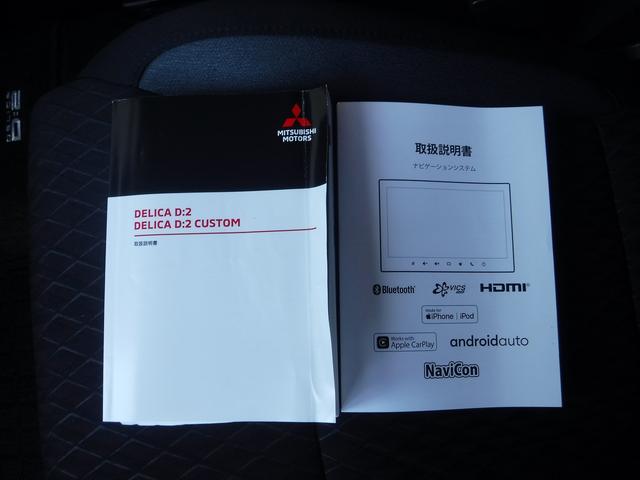 MITSUBISHI
MOTORS
DELICA D:2
DELICA D:2 CUSTOM
取扱説明書
取扱説明書
ナビゲーションシステム
Bluetooth
VICS
HDMI
Made for
iPhone | iPod
Works with
Apple CarPlay
androidauto
NaviCon